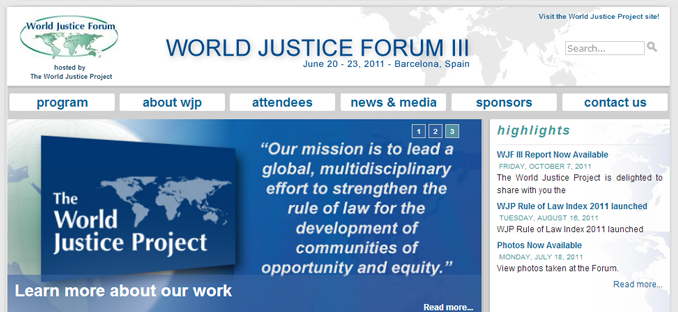 World Justice Forum
hosted by
The World Justice Project
WORLD JUSTICE FORUM III
June 20 - 23, 2011 - Barcelona, Spain
Visit the World Justice Project site!
Search...
program
about wjp
attendees
news & media
sponsors
contact us
1 2 3
The
World
Justice Project
“Our mission is to lead a
global, multidisciplinary
effort to strengthen the
rule of law for the
development of
communities of
opportunity and equity.”
Learn more about our work
Read more...
highlights
WJF III Report Now Available
FRIDAY, OCTOBER 7, 2011
The World Justice Project is delighted to
share with you the
WJP Rule of Law Index 2011 launched
TUESDAY, AUGUST 16, 2011
WJP Rule of Law Index 2011 launched
Photos Now Available
MONDAY, JULY 18, 2011
View photos taken at the Forum.
Read more...